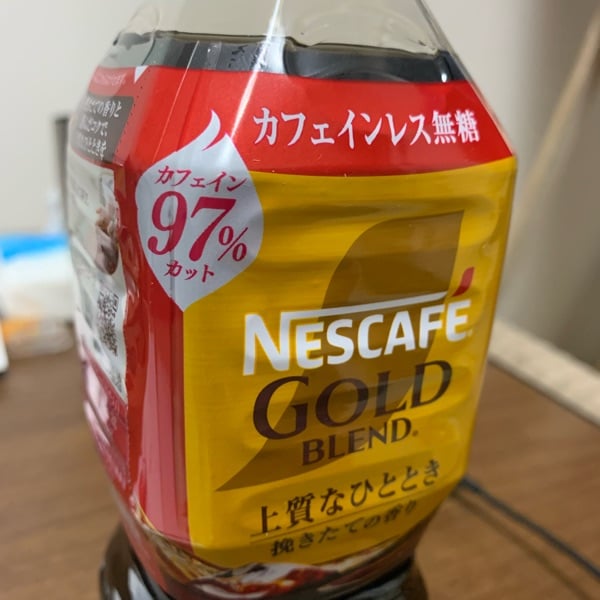 カフェインレス無糖
カフェイン
97%
カット
NESCAFÉ
GOLD
BLEND®
上質なひととき
挽きたての香り